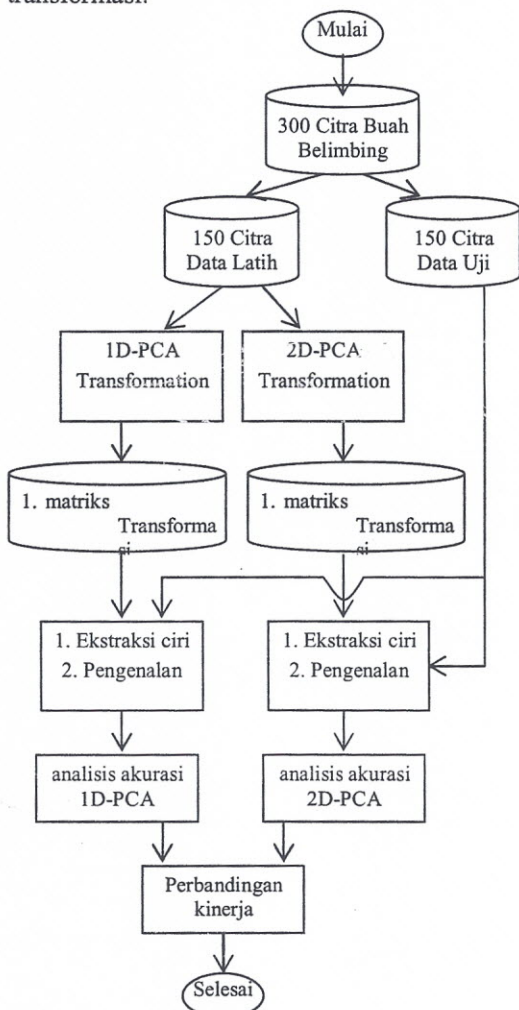 transformasi.
Mulai
300 Citra Buah
Belimbing
150 Citra
Data Latih
150 Citra
Data Uji
1D-PCA
Transformation
2D-PCA
Transformation
1. matriks
Transforma
si
1. matriks
Transforma
si
1. Ekstraksi ciri
2. Pengenalan
1. Ekstraksi ciri
2. Pengenalan
analisis akurasi
1D-PCA
analisis akurasi
2D-PCA
Perbandingan
kinerja
Selesai